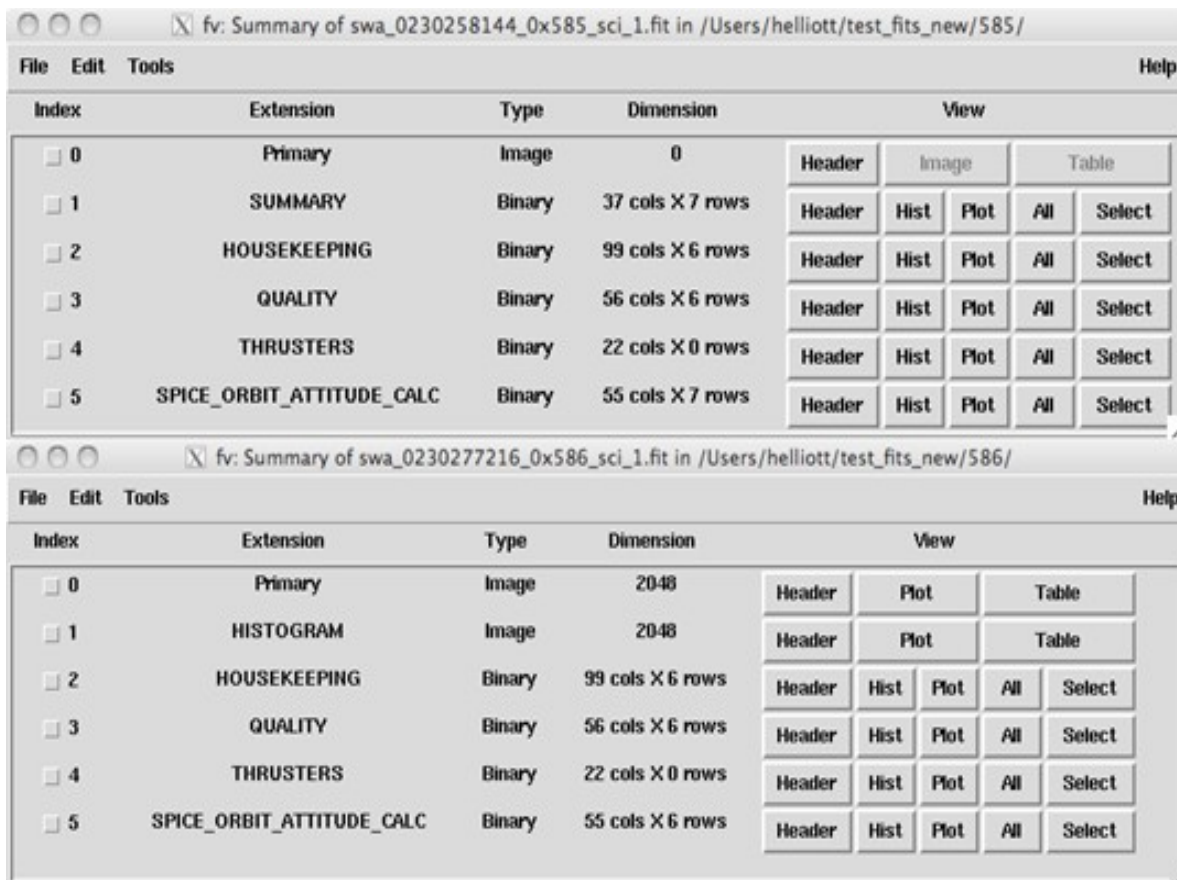 fv: Summary of swa_0230258144_0x585_sci_1.fit in /Users/helliott/test_fits_new/585/
File Edit Tools Help
Index Extension Type Dimension View
0 Primary Image 0 Header Image Table
1 SUMMARY Binary 37 cols X 7 rows Header Hist Plot All Select
2 HOUSEKEEPING Binary 99 cols X 6 rows Header Hist Plot All Select
3 QUALITY Binary 56 cols X 6 rows Header Hist Plot All Select
4 THRUSTERS Binary 22 cols X 0 rows Header Hist Plot All Select
5 SPICE_ORBIT_ATTITUDE_CALC Binary 55 cols X 7 rows Header Hist Plot All Select
fv: Summary of swa_0230277216_0x586_sci_1.fit in /Users/helliott/test_fits_new/586/
File Edit Tools Help
Index Extension Type Dimension View
0 Primary Image 2048 Header Plot Table
1 HISTOGRAM Image 2048 Header Plot Table
2 HOUSEKEEPING Binary 99 cols X 6 rows Header Hist Plot All Select
3 QUALITY Binary 56 cols X 6 rows Header Hist Plot All Select
4 THRUSTERS Binary 22 cols X 0 rows Header Hist Plot All Select
5 SPICE_ORBIT_ATTITUDE_CALC Binary 55 cols X 6 rows Header Hist Plot All Select